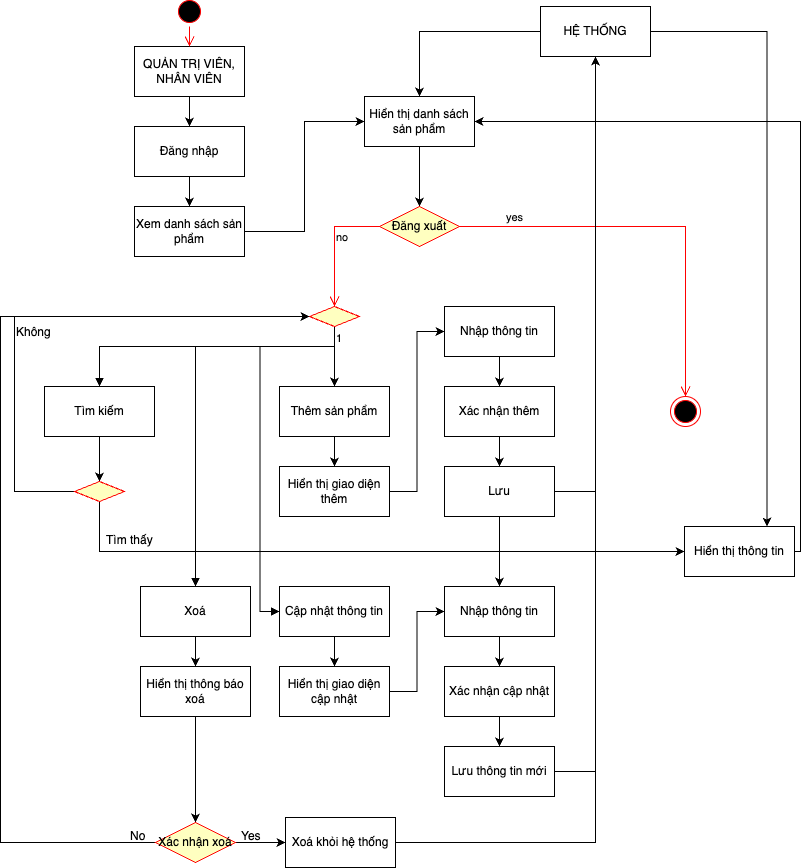 HỆ THỐNG
QUẢN TRỊ VIÊN,
NHÂN VIÊN
Hiển thị danh sách
sản phẩm
Đăng nhập
Xem danh sách sản
phẩm
Đăng xuất
yes
no
Không
1
Nhập thông tin
Tìm kiếm
Thêm sản phẩm
Xác nhận thêm
Hiển thị giao diện
thêm
Lưu
Tìm thấy
Hiển thị thông tin
Xoá
Cập nhật thông tin
Nhập thông tin
Hiển thị thông báo
xoá
Hiển thị giao diện
cập nhật
Xác nhận cập nhật
Lưu thông tin mới
No
Xác nhận xoá
Yes
Xoá khỏi hệ thống